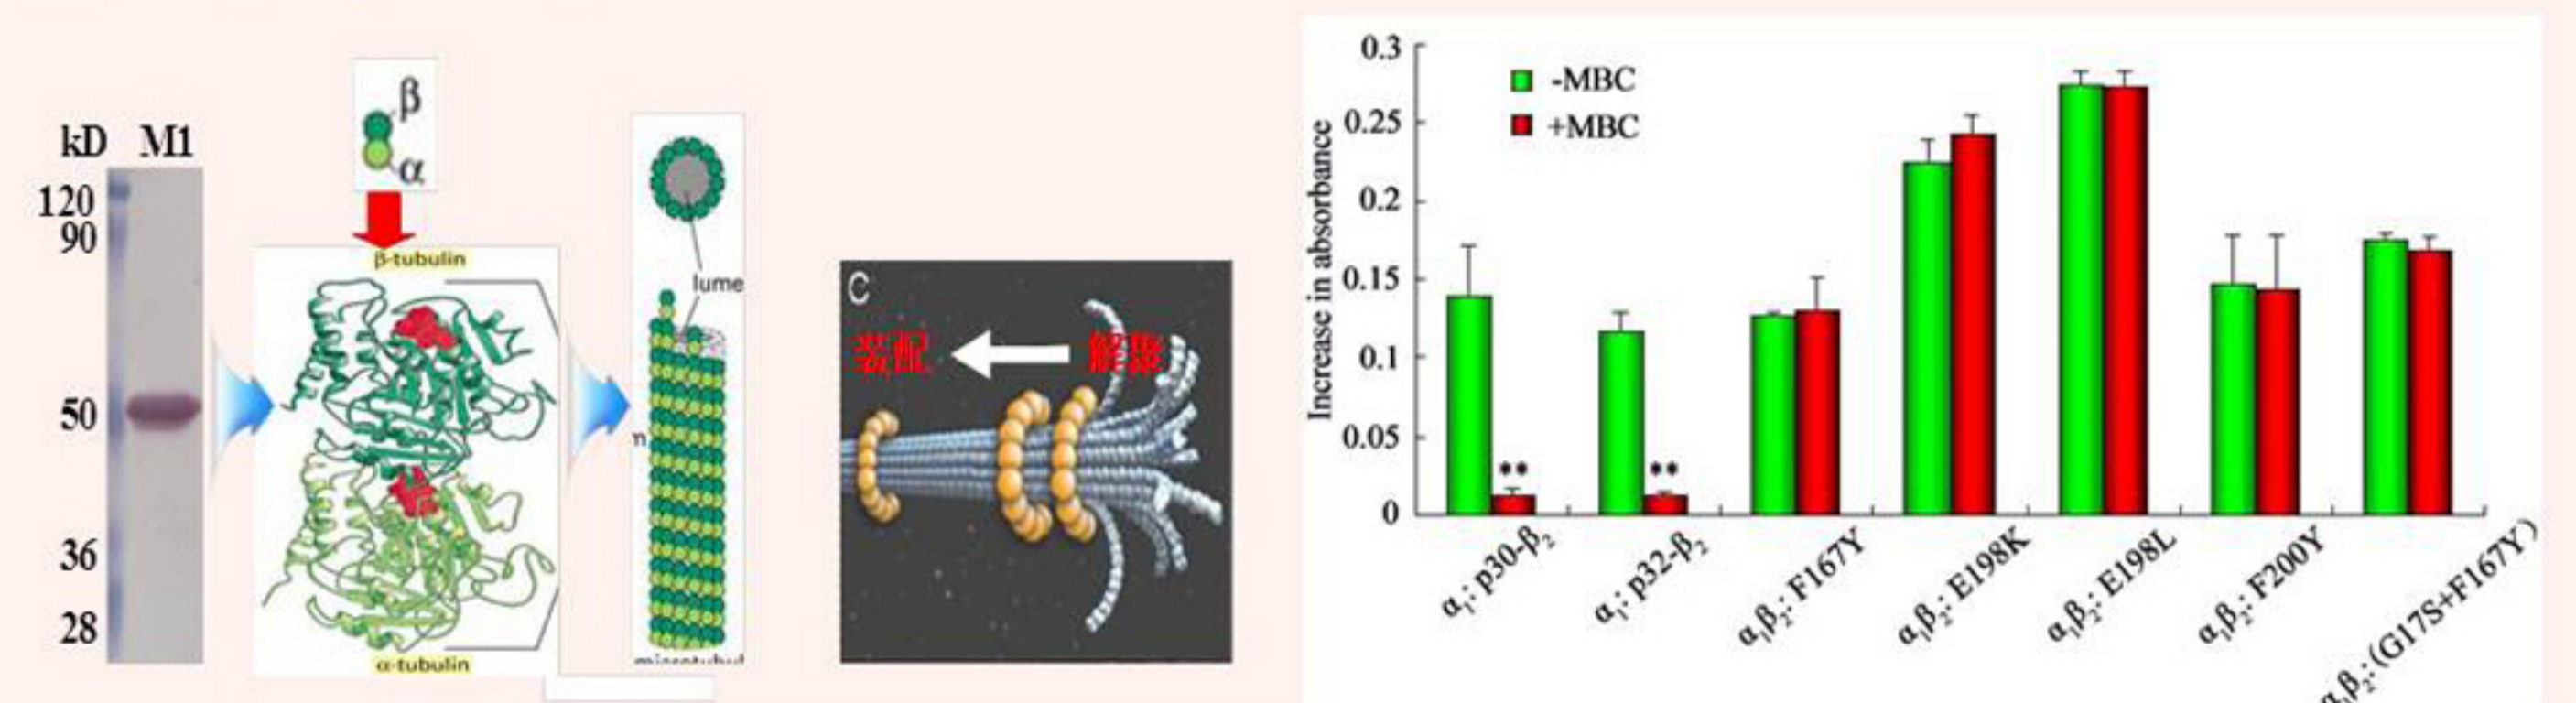 kD M1
120
90
50
36
28
β
α
β-tubulin
α-tubulin
lume
m
C
装配
解聚
Increase in absorbance
0.3
0.25
0.2
0.15
0.1
0.05
0
-MBC
+MBC
**
**
α₁: p30-β₂
α₁: p32-β₂
α₁β₂: F167Y
α₁β₂: E198K
α₁β₂: E198L
α₁β₂: F200Y
α₁β₂: (G17S+F167Y)